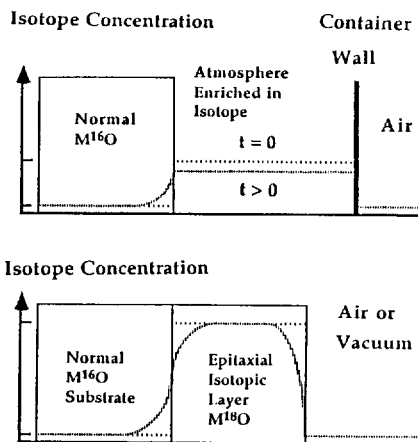 Isotope Concentration
Container
Wall
Atmosphere
Enriched in
Isotope
Normal
M¹⁶O
Air
t = 0
t > 0
Isotope Concentration
Air or
Vacuum
Normal
M¹⁶O
Substrate
Epitaxial
Isotopic
Layer
M¹⁸O